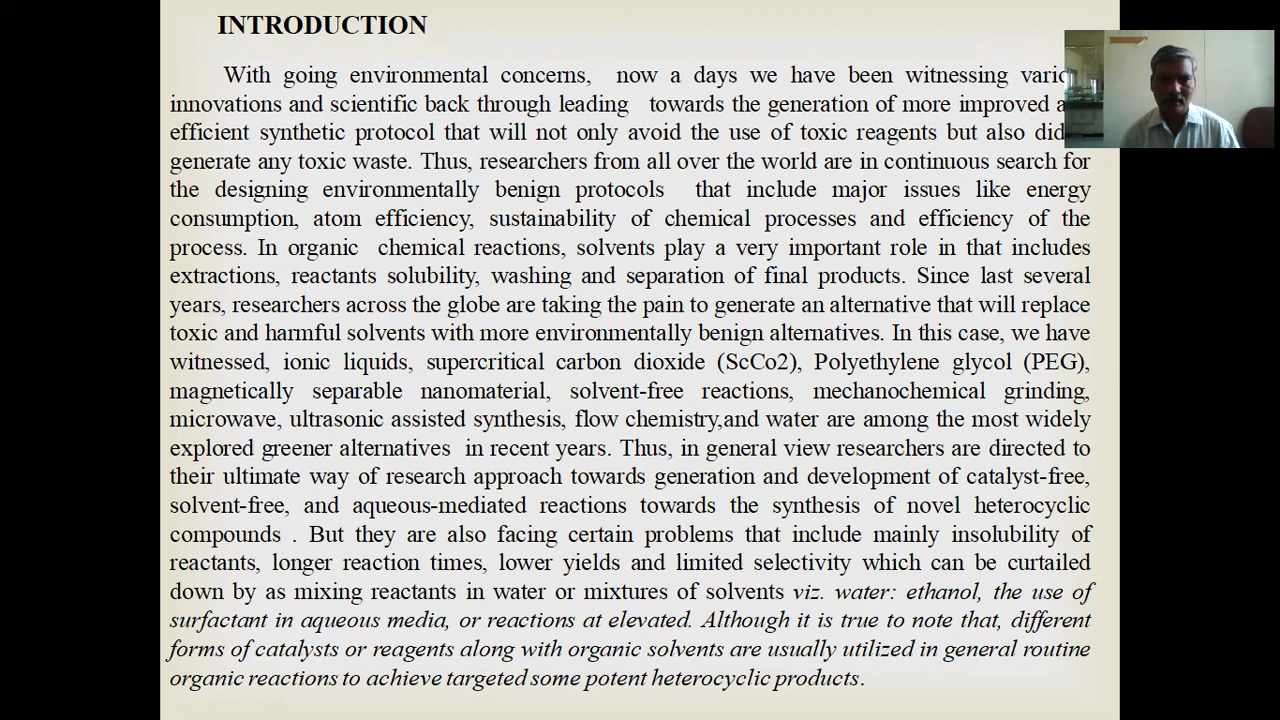 INTRODUCTION
With going environmental concerns, now a days we have been witnessing
innovations and scientific back through leading towards the generation of more improved
efficient synthetic protocol that will not only avoid the use of toxic reagents but also
generate any toxic waste. Thus, researchers from all over the world are in continuous search for
the designing environmentally benign protocols that include major issues like energy
consumption, atom efficiency, sustainability of chemical processes and efficiency of the
process. In organic chemical reactions, solvents play a very important role in that includes
extractions, reactants solubility, washing and separation of final products. Since last several
years, researchers across the globe are taking the pain to generate an alternative that will replace
toxic and harmful solvents with more environmentally benign alternatives. In this case, we have
witnessed, ionic liquids, supercritical carbon dioxide (ScCo2), Polyethylene glycol (PEG),
magnetically separable nanomaterial, solvent-free reactions, mechanochemical grinding,
microwave, ultrasonic assisted synthesis, flow chemistry,and water are among the most widely
explored greener alternatives in recent years. Thus, in general view researchers are directed to
their ultimate way of research approach towards generation and development of catalyst-free,
solvent-free, and aqueous-mediated reactions towards the synthesis of novel heterocyclic
compounds . But they are also facing certain problems that include mainly insolubility of
reactants, longer reaction times, lower yields and limited selectivity which can be curtailed
down by as mixing reactants in water or mixtures of solvents viz. water: ethanol, the use of
surfactant in aqueous media, or reactions at elevated. Although it is true to note that, different
forms of catalysts or reagents along with organic solvents are usually utilized in general routine
organic reactions to achieve targeted some potent heterocyclic products.